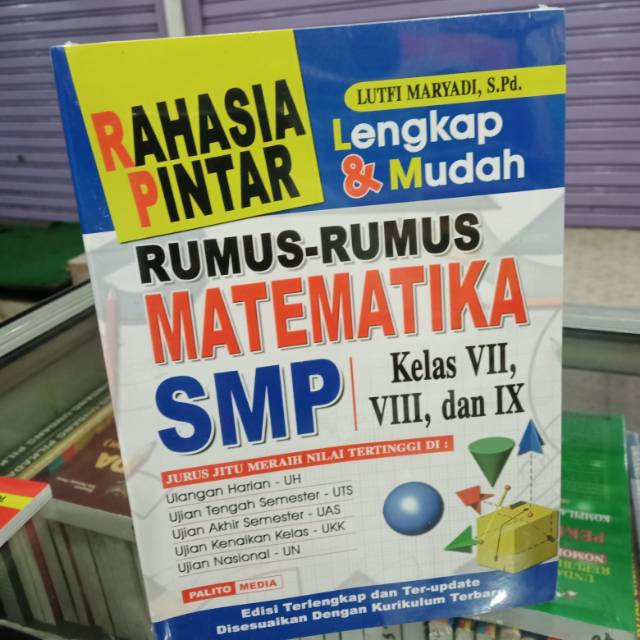 RAHASIA
PINTAR
LUTFI MARYADI, S.Pd.
Lengkap
& Mudah
RUMUS-RUMUS
MATEMATIKA
SMP
Kelas VII,
VIII, dan IX
JURUS JITU MERAIH NILAI TERTINGGI DI :
Ulangan Harian - UH
Ujian Tengah Semester - UTS
Ujian Akhir Semester - UAS
Ujian Kenaikan Kelas - UKK
Ujian Nasional - UN
PALITO MEDIA
Edisi Terlengkap dan Ter-update
Disesuaikan Dengan Kurikulum Terbaru